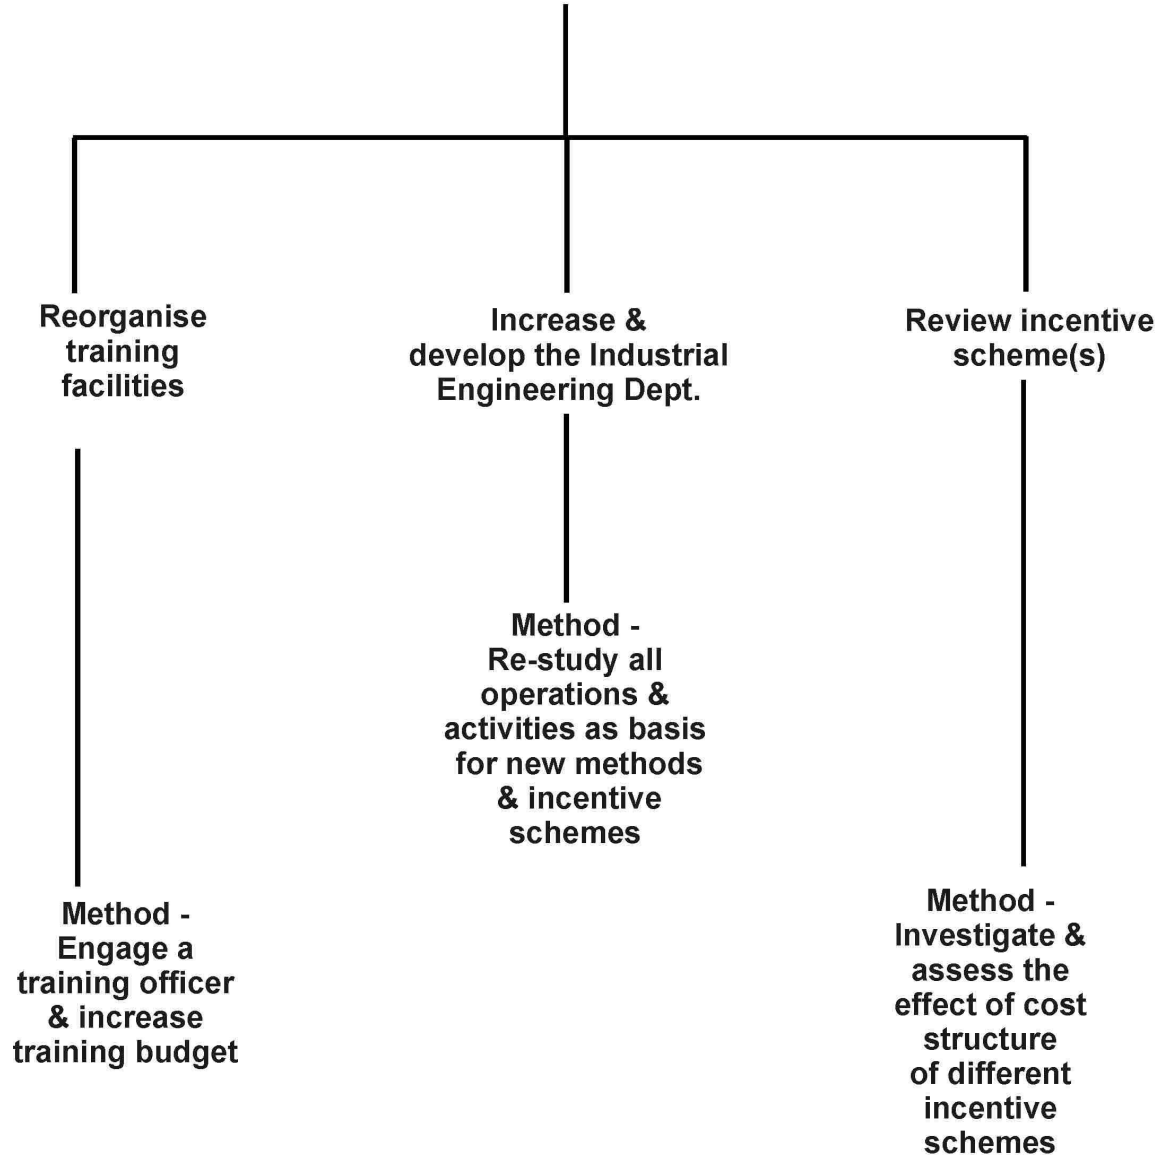 Reorganise
training
facilities
Increase &
develop the Industrial
Engineering Dept.
Review incentive
scheme(s)
Method -
Re-study all
operations &
activities as basis
for new methods
& incentive
schemes
Method -
Engage a
training officer
& increase
training budget
Method -
Investigate &
assess the
effect of cost
structure
of different
incentive
schemes